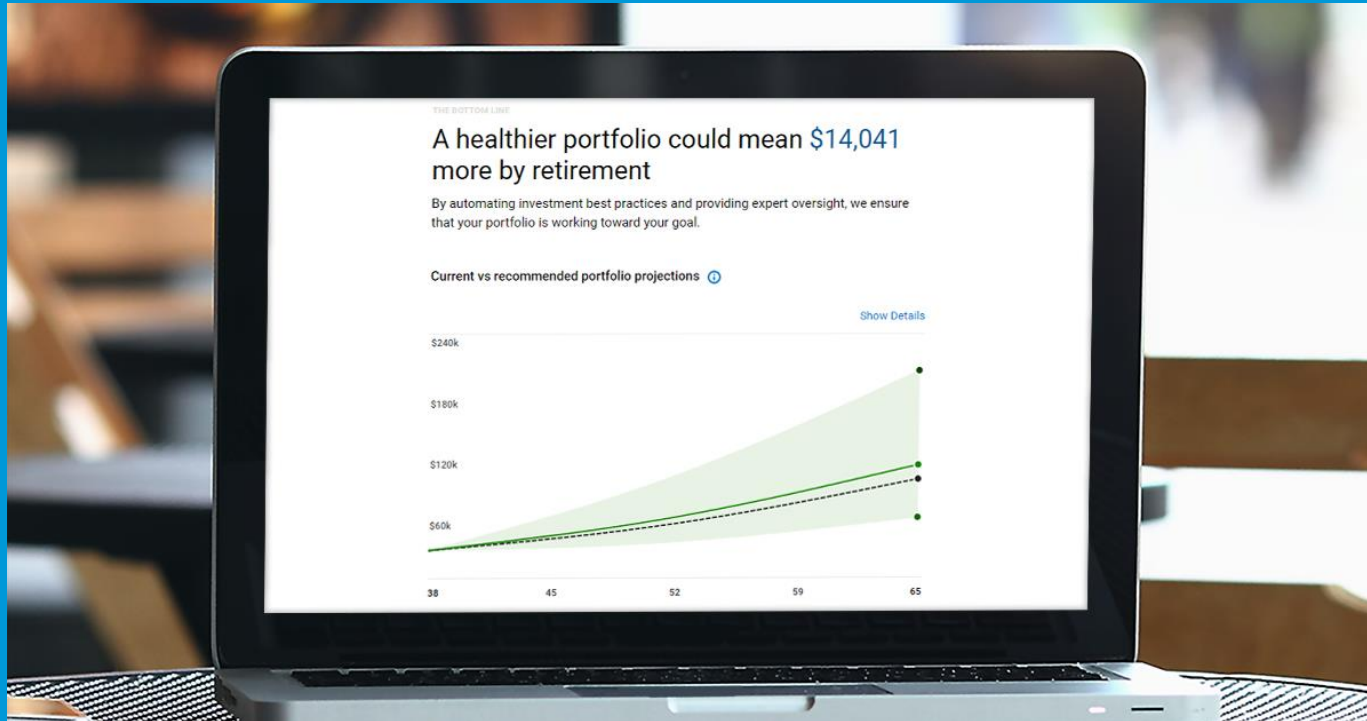 THE BOTTOM LINE
A healthier portfolio could mean $14,041
more by retirement
By automating investment best practices and providing expert oversight, we ensure
that your portfolio is working toward your goal.
Current vs recommended portfolio projections
Show Details
$240k
$180k
$120k
$60k
38 45 52 59 65